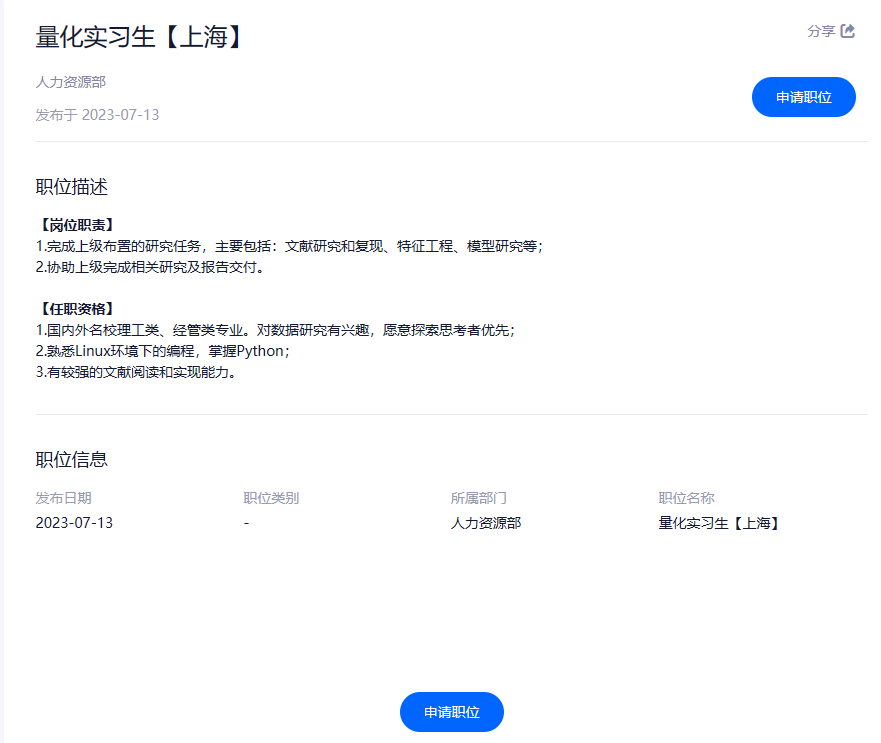 量化实习生【上海】
分享
人力资源部
申请职位
发布于 2023-07-13
职位描述
【岗位职责】
1.完成上级布置的研究任务，主要包括：文献研究和复现、特征工程、模型研究等；
2.协助上级完成相关研究及报告交付。
【任职资格】
1.国内外名校理工类、经管类专业。对数据研究有兴趣，愿意探索思考者优先；
2.熟悉Linux环境下的编程，掌握Python；
3.有较强的文献阅读和实现能力。
职位信息
发布日期 职位类别 所属部门 职位名称
2023-07-13 - 人力资源部 量化实习生【上海】
申请职位